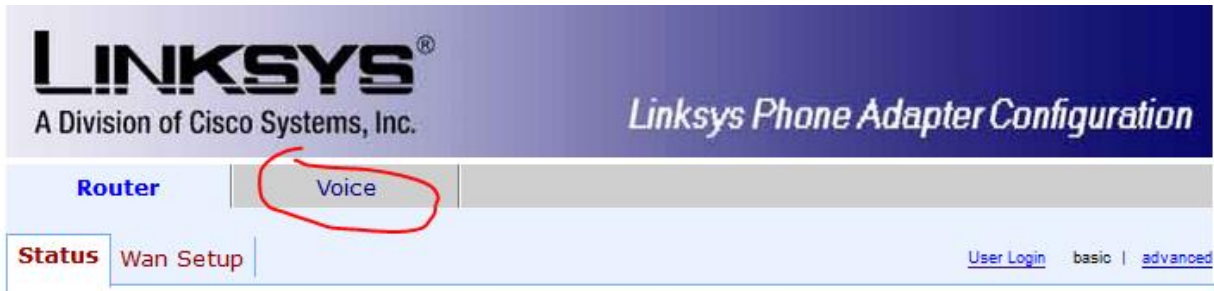 LINKSYS®
A Division of Cisco Systems, Inc.
Linksys Phone Adapter Configuration
Router Voice
Status Wan Setup User Login basic | advanced